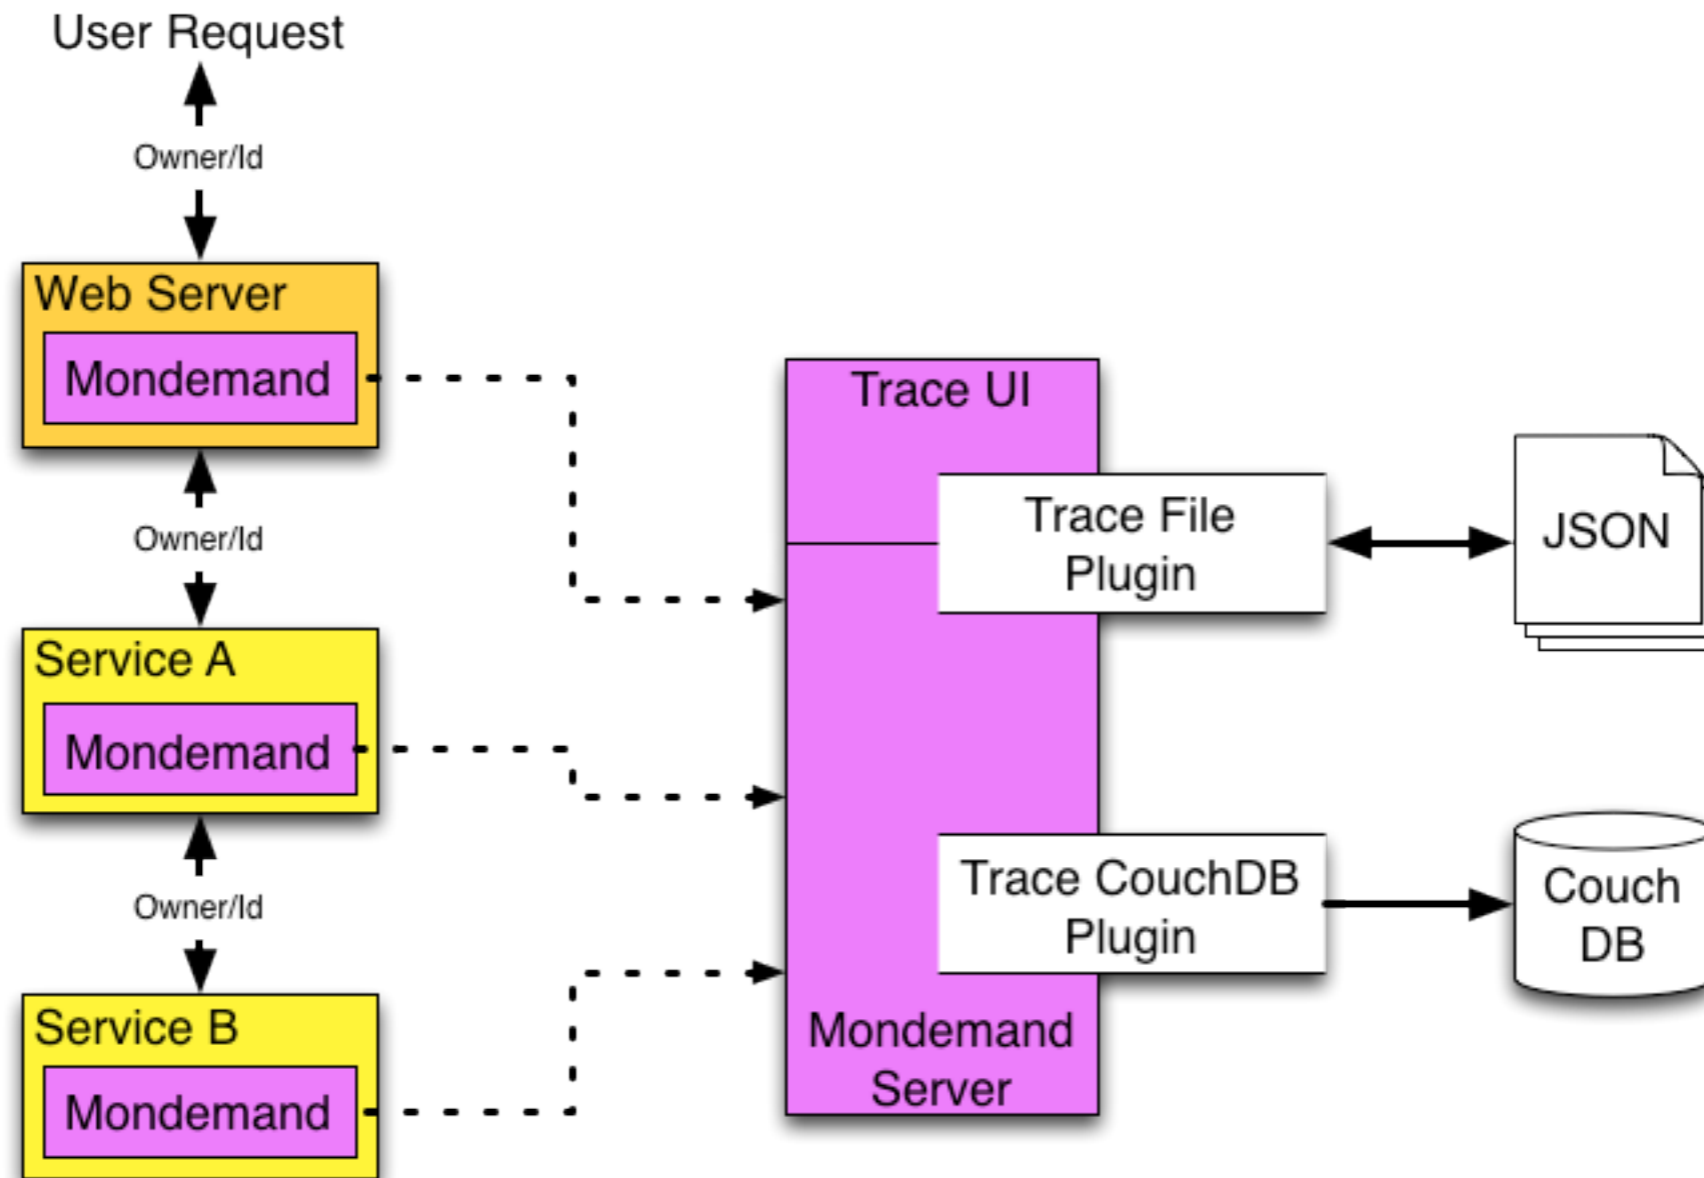 User Request
Owner/Id
Web Server
Mondemand
Owner/Id
Service A
Mondemand
Owner/Id
Service B
Mondemand
Trace UI
Trace File
Plugin
Trace CouchDB
Plugin
Mondemand
Server
JSON
Couch
DB